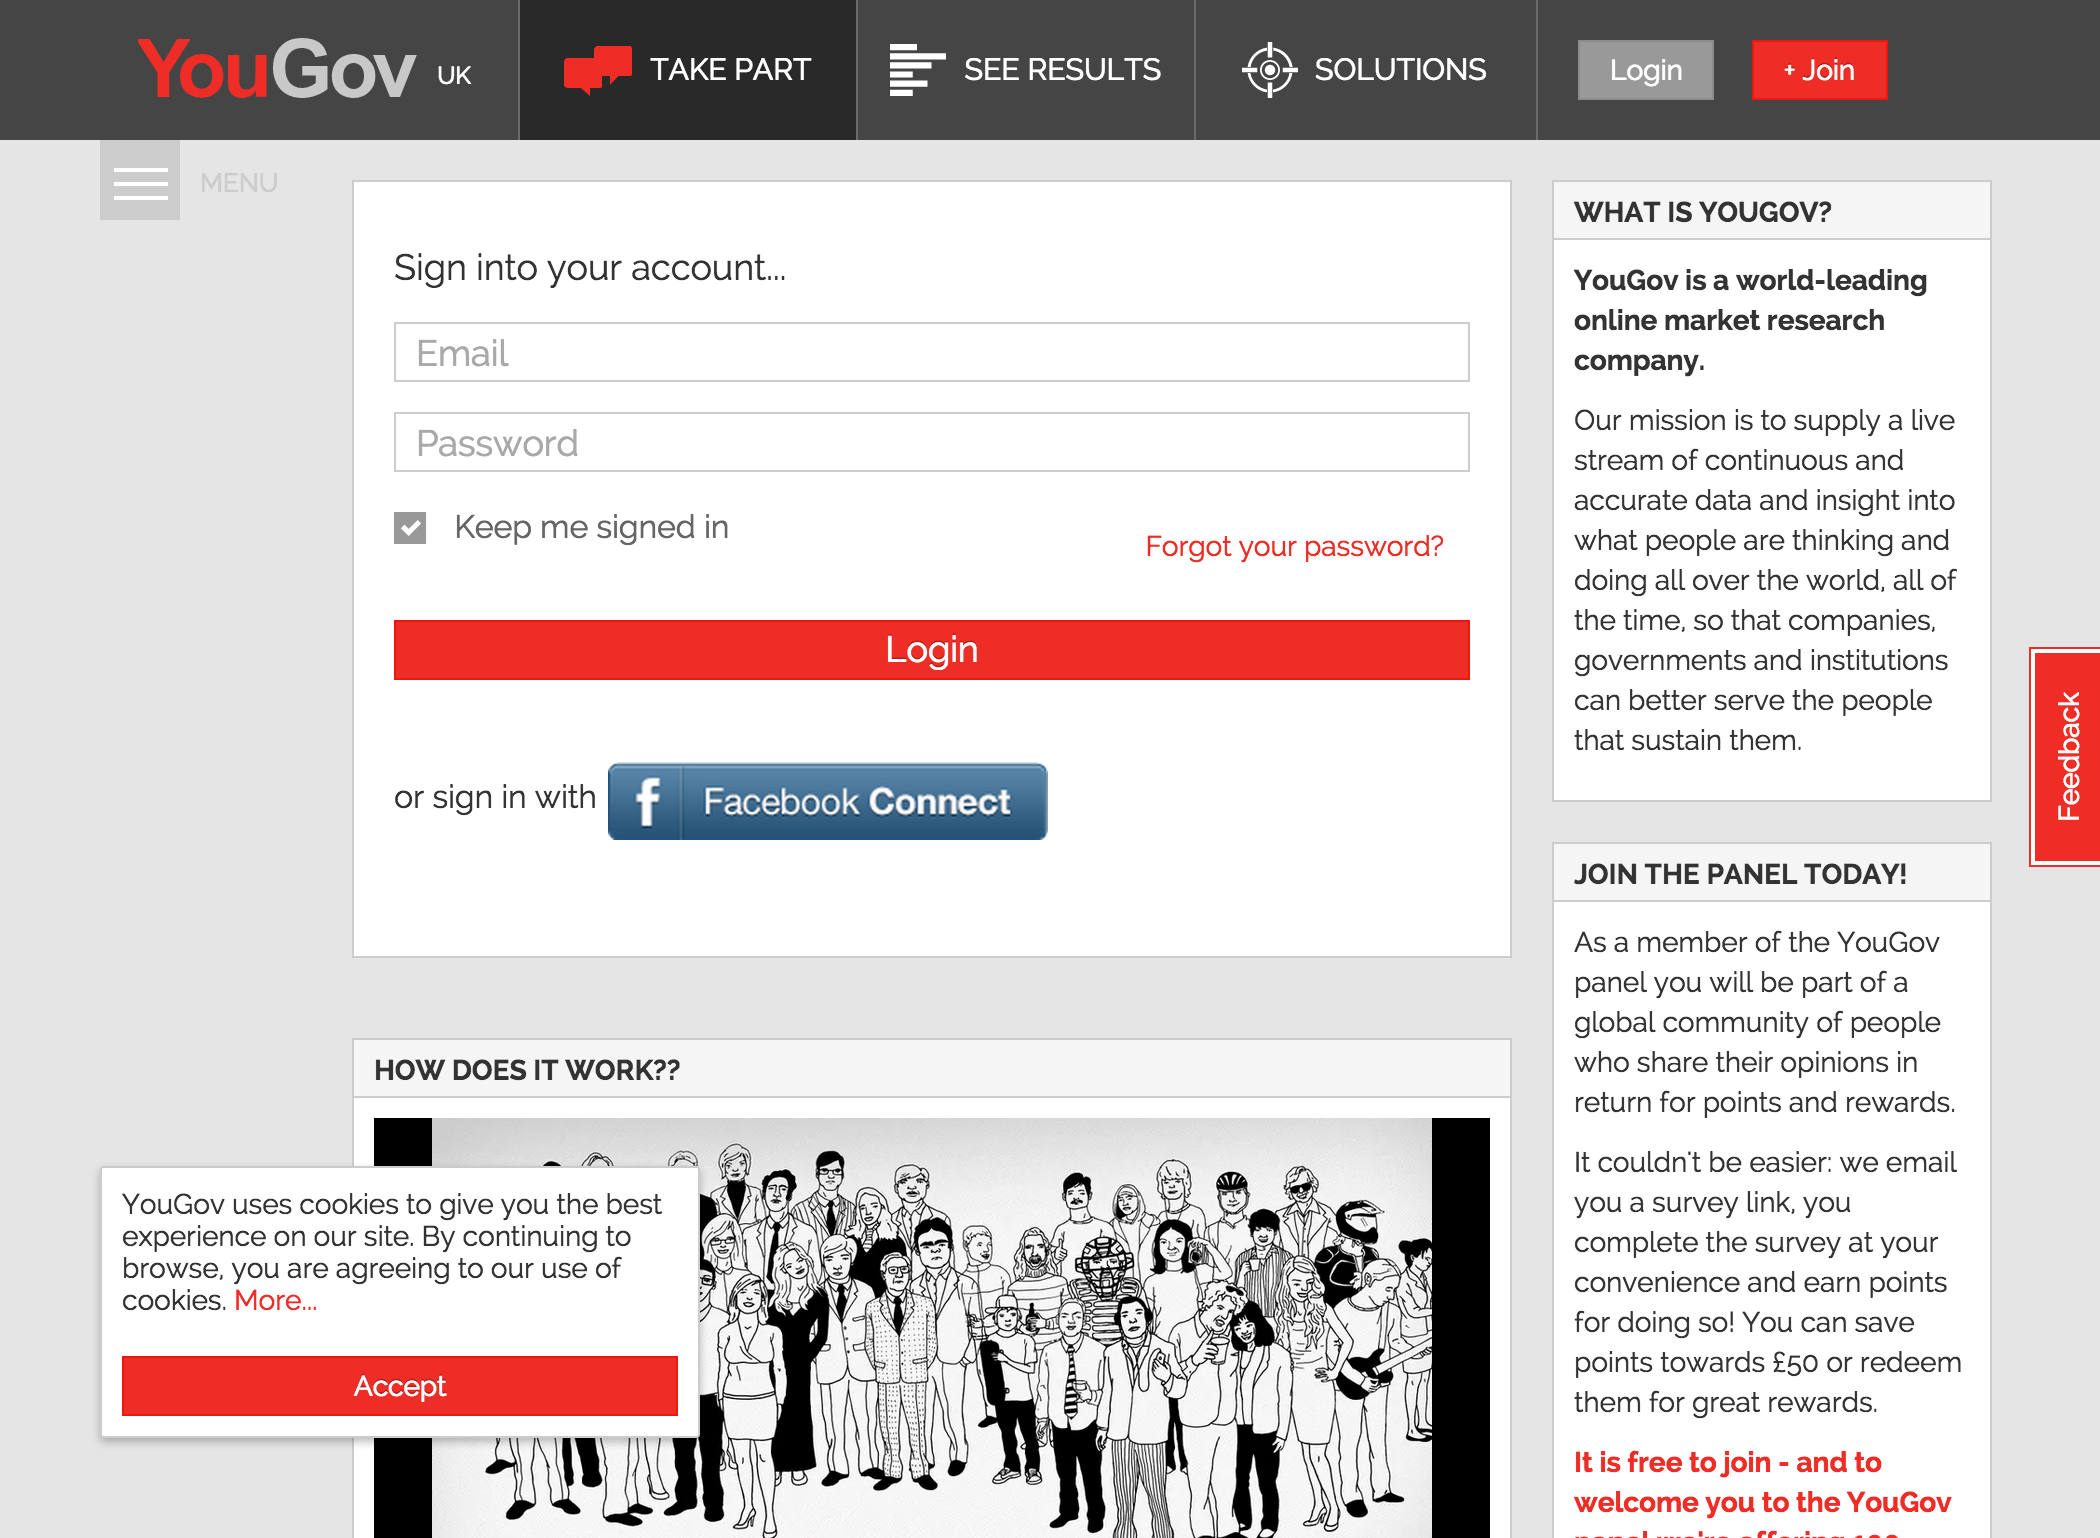 YouGov UK
TAKE PART
SEE RESULTS
SOLUTIONS
Login
+ Join
MENU
Sign into your account...
Email
Password
Keep me signed in
Forgot your password?
Login
or sign in with
f Facebook Connect
HOW DOES IT WORK??
YouGov uses cookies to give you the best
experience on our site. By continuing to
browse, you are agreeing to our use of
cookies. More...
Accept
WHAT IS YOUGOV?
YouGov is a world-leading
online market research
company.
Our mission is to supply a live
stream of continuous and
accurate data and insight into
what people are thinking and
doing all over the world, all of
the time, so that companies,
governments and institutions
can better serve the people
that sustain them.
JOIN THE PANEL TODAY!
As a member of the YouGov
panel you will be part of a
global community of people
who share their opinions in
return for points and rewards.
It couldn't be easier: we email
you a survey link, you
complete the survey at your
convenience and earn points
for doing so! You can save
points towards £50 or redeem
them for great rewards.
It is free to join - and to
welcome you to the YouGov
panel we're offering 100
Feedback